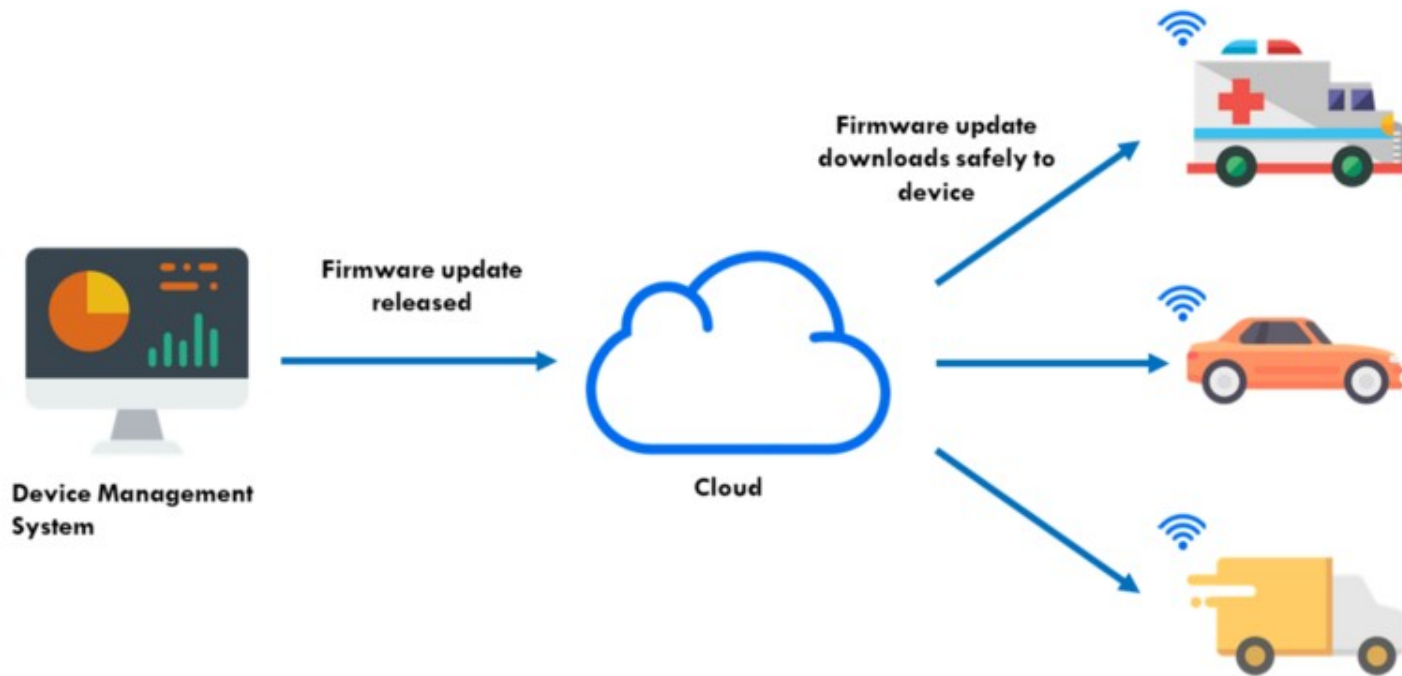 Firmware update
downloads safely to
device
Firmware update
released
Device Management
System
Cloud